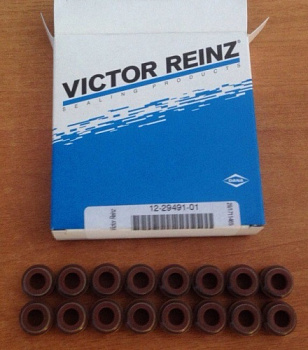 VICTOR REINZ®
SEALING PRODUCTS
12-29491-01